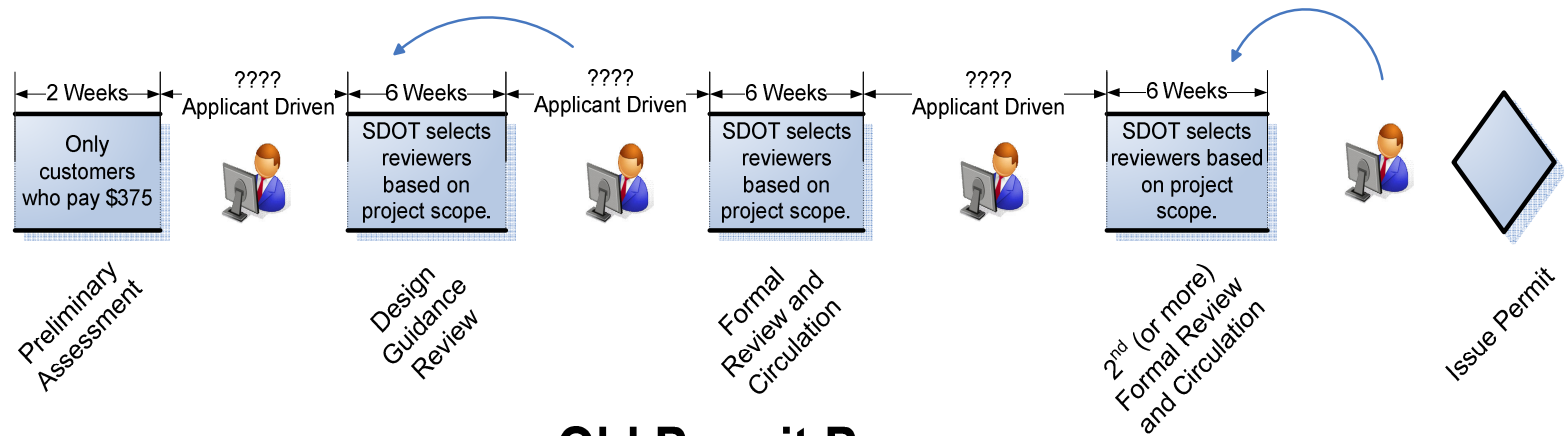 2 Weeks
????
Applicant Driven
6 Weeks
????
Applicant Driven
6 Weeks
????
Applicant Driven
6 Weeks
Only
customers
who pay $375
SDOT selects
reviewers
based on
project scope.
SDOT selects
reviewers
based on
project scope.
SDOT selects
reviewers based
on project
scope.
Preliminary
Assessment
Design
Guidance
Review
Formal
Review and
Circulation
2nd (or more)
Formal Review
and Circulation
Issue Permit